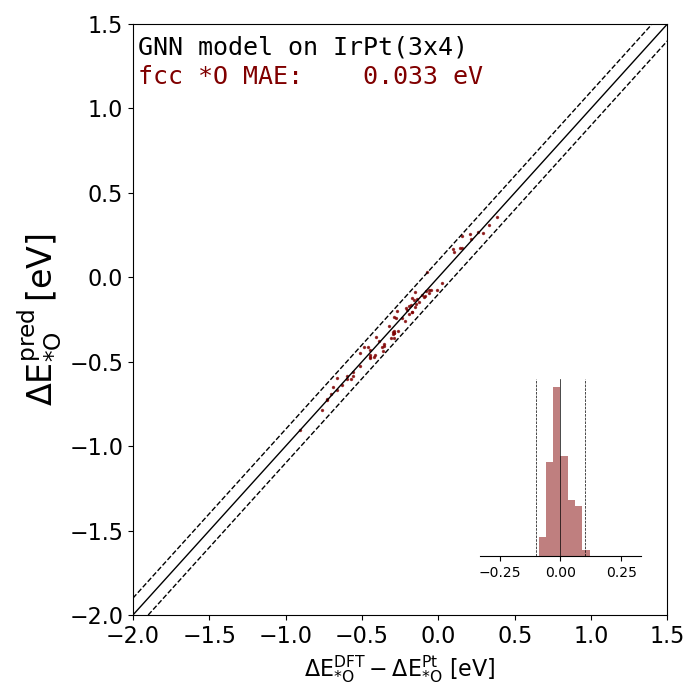 GNN model on IrPt(3x4)
fcc *O MAE:    0.033 eV
1.5
1.0
0.5
0.0
−0.5
−1.0
−1.5
−2.0
ΔE*O^pred [eV]
−0.25 0.00 0.25
−2.0 −1.5 −1.0 −0.5 0.0 0.5 1.0 1.5
ΔE*O^DFT − ΔE*O^Pt [eV]